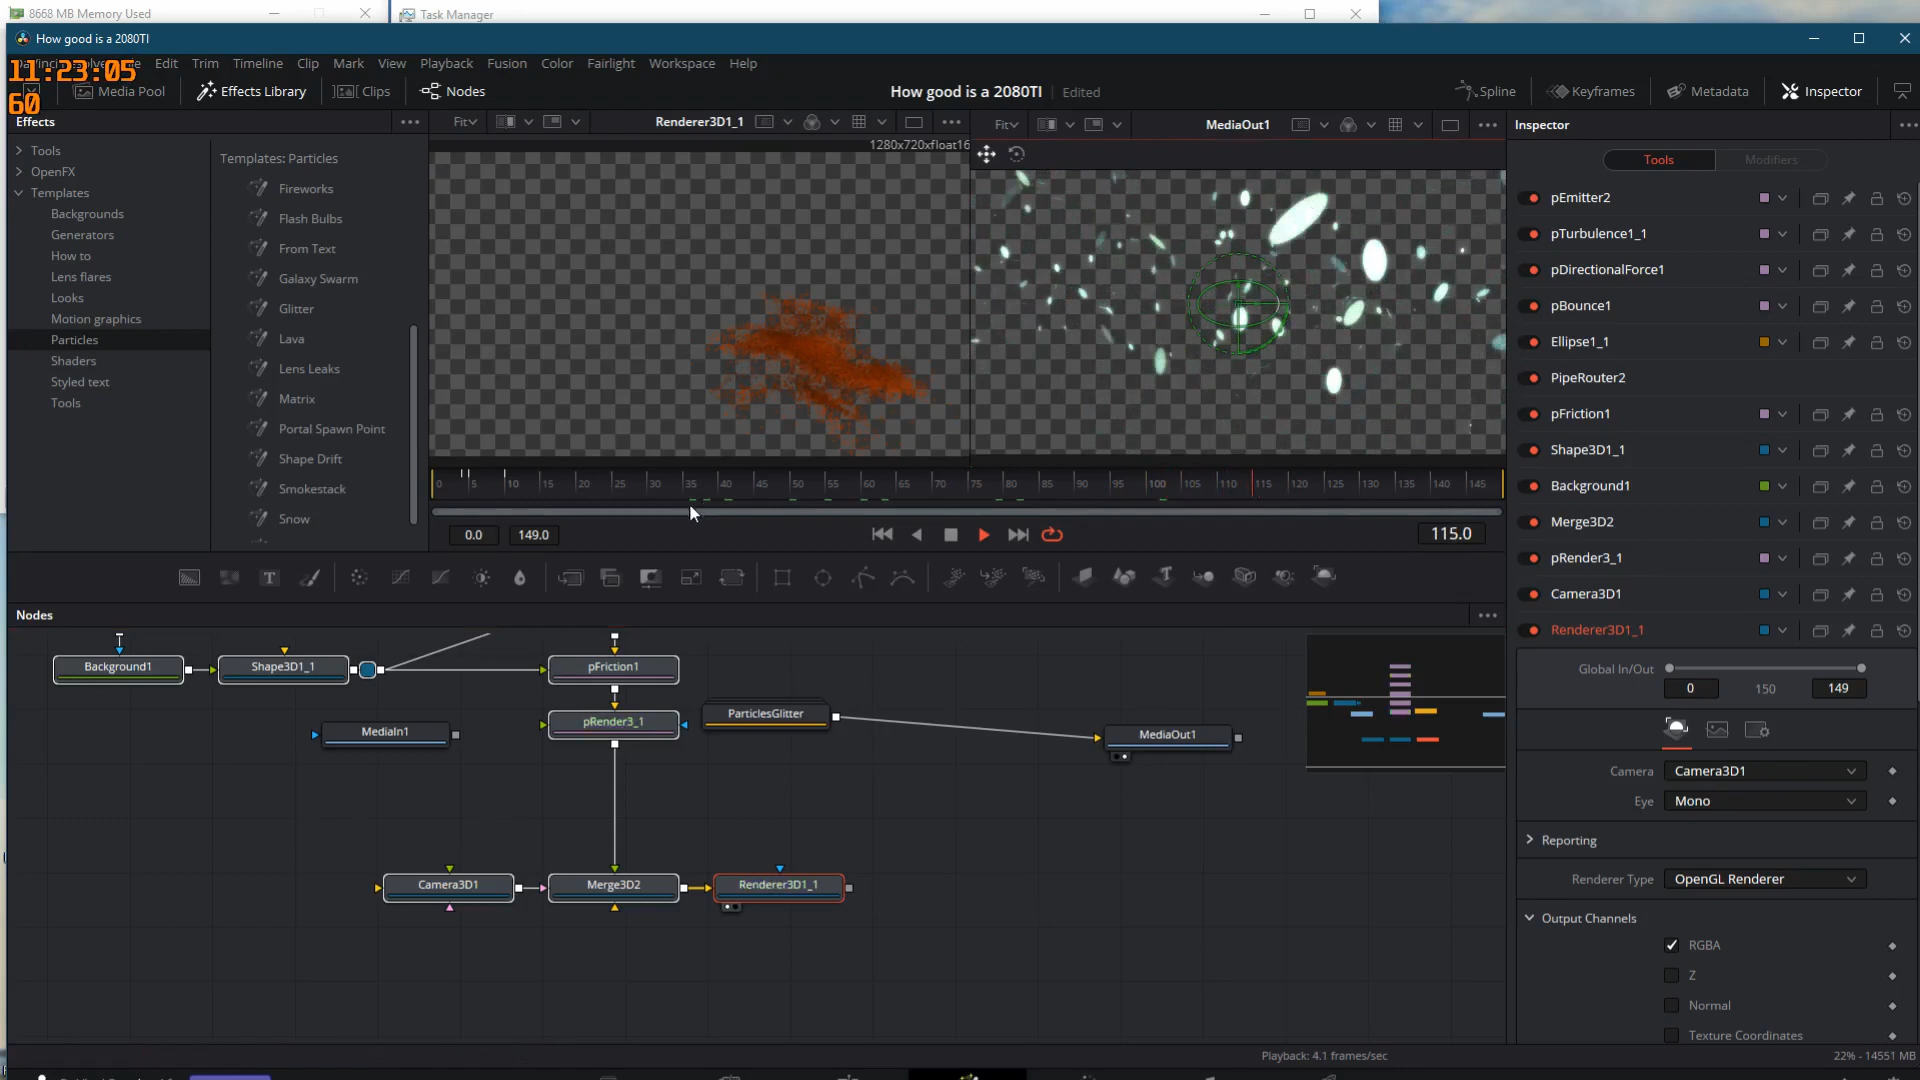 8668 MB Memory Used
Task Manager
How good is a 2080TI
11:23:05
Edit Trim Timeline Clip Mark View Playback Fusion Color Fairlight Workspace Help
60
Media Pool Effects Library Clips Nodes How good is a 2080TI Edited Spline Keyframes Metadata Inspector
Effects
Fit Renderer3D1_1 Fit MediaOut1 Inspector
1280x720xfloat16
Tools
OpenFX
Templates
Backgrounds
Generators
How to
Lens flares
Looks
Motion graphics
Particles
Shaders
Styled text
Tools
Templates: Particles
Fireworks
Flash Bulbs
From Text
Galaxy Swarm
Glitter
Lava
Lens Leaks
Matrix
Portal Spawn Point
Shape Drift
Smokestack
Snow
0 5 10 15 20 25 30 35 40 45 50 55 60 65 70 75 80 85 90 95 100 105 110 115 120 125 130 135 140 145
0.0 149.0 115.0
Nodes
Background1 Shape3D1_1 pFriction1
ParticlesGlitter
pRender3_1
MediaIn1 MediaOut1
Camera3D1 Merge3D2 Renderer3D1_1
Tools Modifiers
pEmitter2
pTurbulence1_1
pDirectionalForce1
pBounce1
Ellipse1_1
PipeRouter2
pFriction1
Shape3D1_1
Background1
Merge3D2
pRender3_1
Camera3D1
Renderer3D1_1
Global In/Out
0 150 149
Camera Camera3D1
Eye Mono
Reporting
Renderer Type OpenGL Renderer
Output Channels
RGBA
Z
Normal
Texture Coordinates
Playback: 4.1 frames/sec 22% - 14551 MB